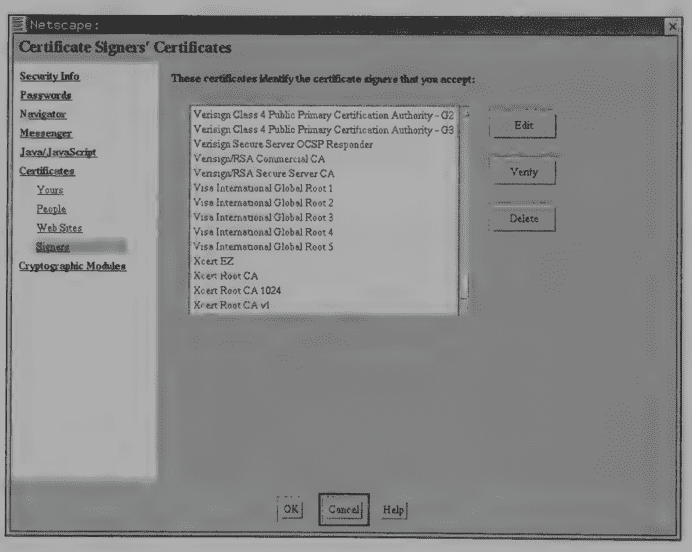 Netscape:
Certificate Signers' Certificates
Security Info
Passwords
Navigator
Messenger
Java/JavaScript
Certificates
Yours
People
Web Sites
Signers
Cryptographic Modules
These certificates identify the certificate signers that you accept:
Verisign Class 4 Public Primary Certification Authority - G2
Verisign Class 4 Public Primary Certification Authority - G3
Verisign Secure Server OCSP Responder
Verisign/RSA Commercial CA
Verisign/RSA Secure Server CA
Visa International Global Root 1
Visa International Global Root 2
Visa International Global Root 3
Visa International Global Root 4
Visa International Global Root 5
Xcert EZ
Xcert Root CA
Xcert Root CA 1024
Xcert Root CA v1
Edit
Verify
Delete
OK
Cancel
Help